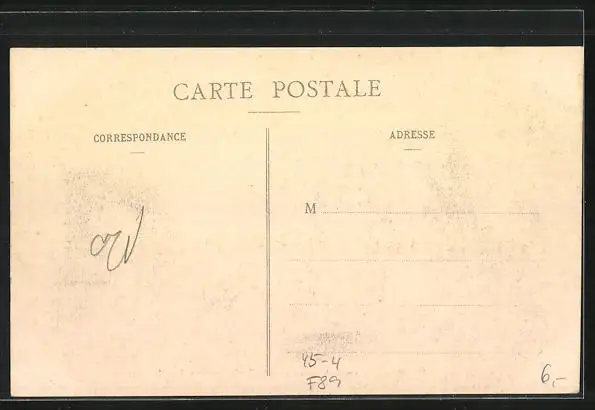 CARTE POSTALE
CORRESPONDANCE
ADRESSE
M
45-4
F89
6,-